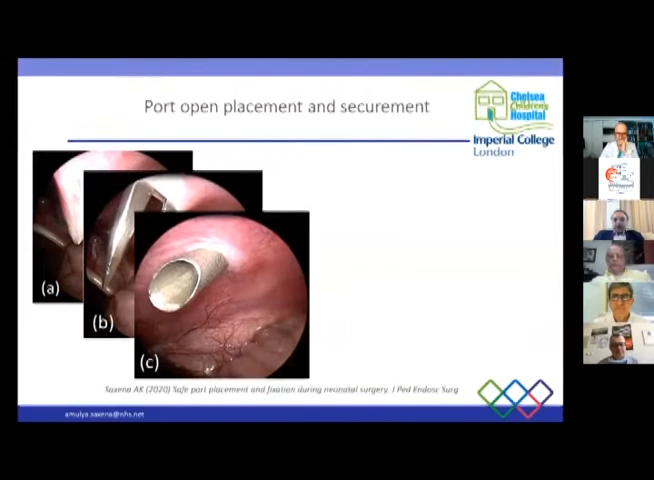 Port open placement and securement
Chelsea
Children's
Hospital
Imperial College
London
(a)
(b)
(c)
Saxena AK (2020) Safe port placement and fixation during neonatal surgery. J Ped Endosc Surg
amulya.saxena@nhs.net